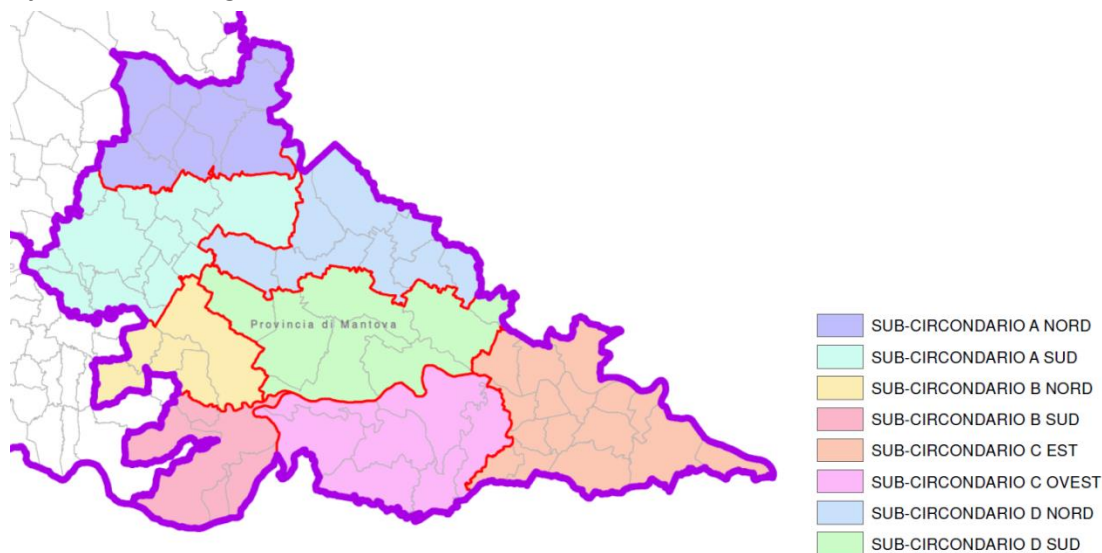 Provincia di Mantova
SUB-CIRCONDARIO A NORD
SUB-CIRCONDARIO A SUD
SUB-CIRCONDARIO B NORD
SUB-CIRCONDARIO B SUD
SUB-CIRCONDARIO C EST
SUB-CIRCONDARIO C OVEST
SUB-CIRCONDARIO D NORD
SUB-CIRCONDARIO D SUD